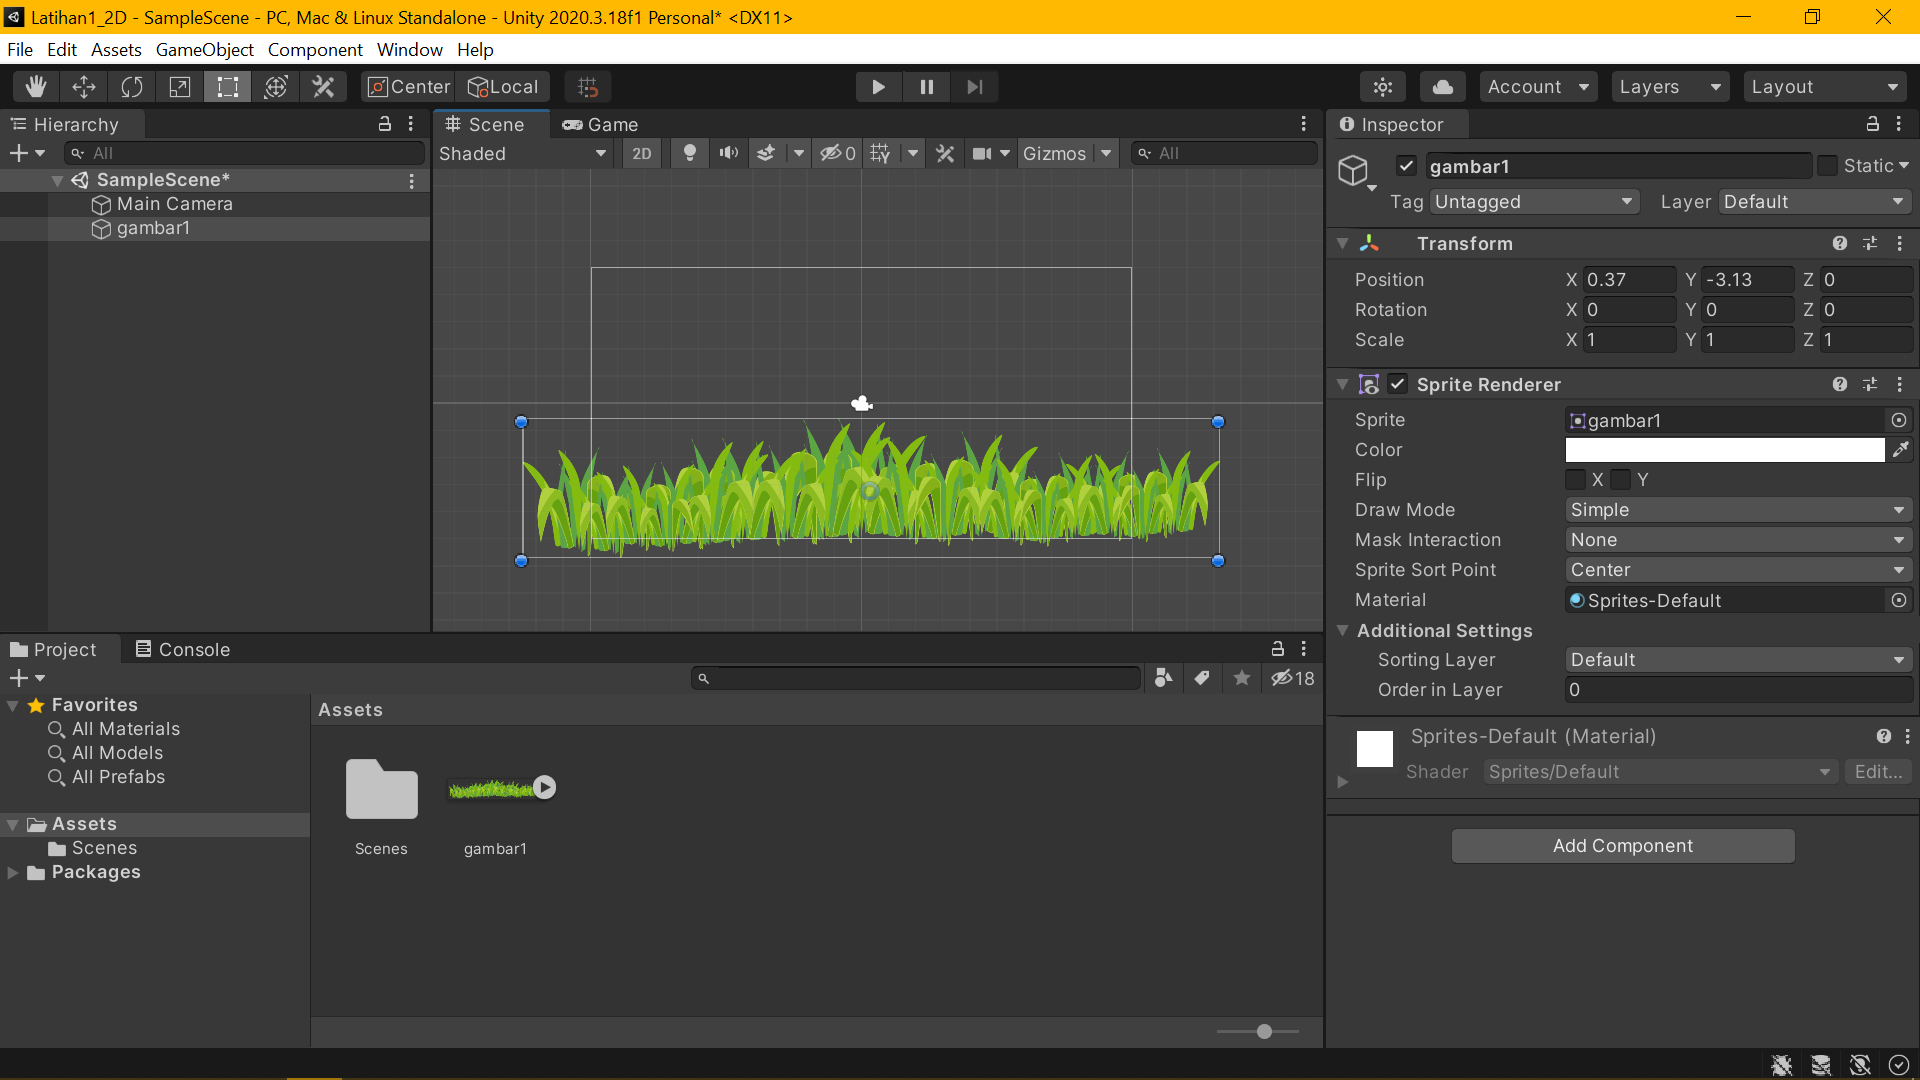 Latihan1_2D - SampleScene - PC, Mac & Linux Standalone - Unity 2020.3.18f1 Personal* <DX11>
File Edit Assets GameObject Component Window Help
Center Local Account Layers Layout
Hierarchy
All
SampleScene*
Main Camera
gambar1
Scene Game
Shaded 2D 0 Gizmos All
Inspector
gambar1 Static
Tag Untagged Layer Default
Transform
Position X 0.37 Y -3.13 Z 0
Rotation X 0 Y 0 Z 0
Scale X 1 Y 1 Z 1
Sprite Renderer
Sprite gambar1
Color
Flip X Y
Draw Mode Simple
Mask Interaction None
Sprite Sort Point Center
Material Sprites-Default
Additional Settings
Sorting Layer Default
Order in Layer 0
Sprites-Default (Material)
Shader Sprites/Default Edit...
Add Component
Project Console
18
Favorites
All Materials
All Models
All Prefabs
Assets
Scenes
Packages
Assets
Scenes gambar1